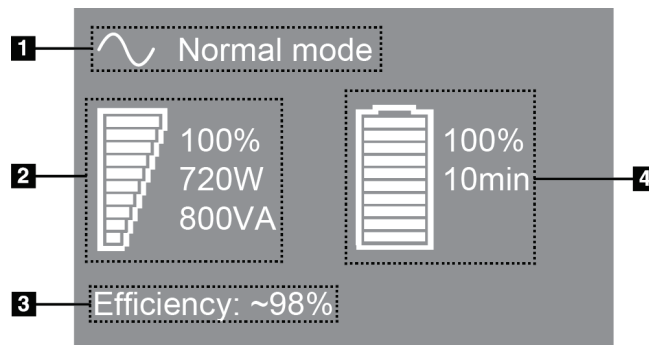 1
Normal mode
2
100%
720W
800VA
100%
10min
4
3
Efficiency: ~98%